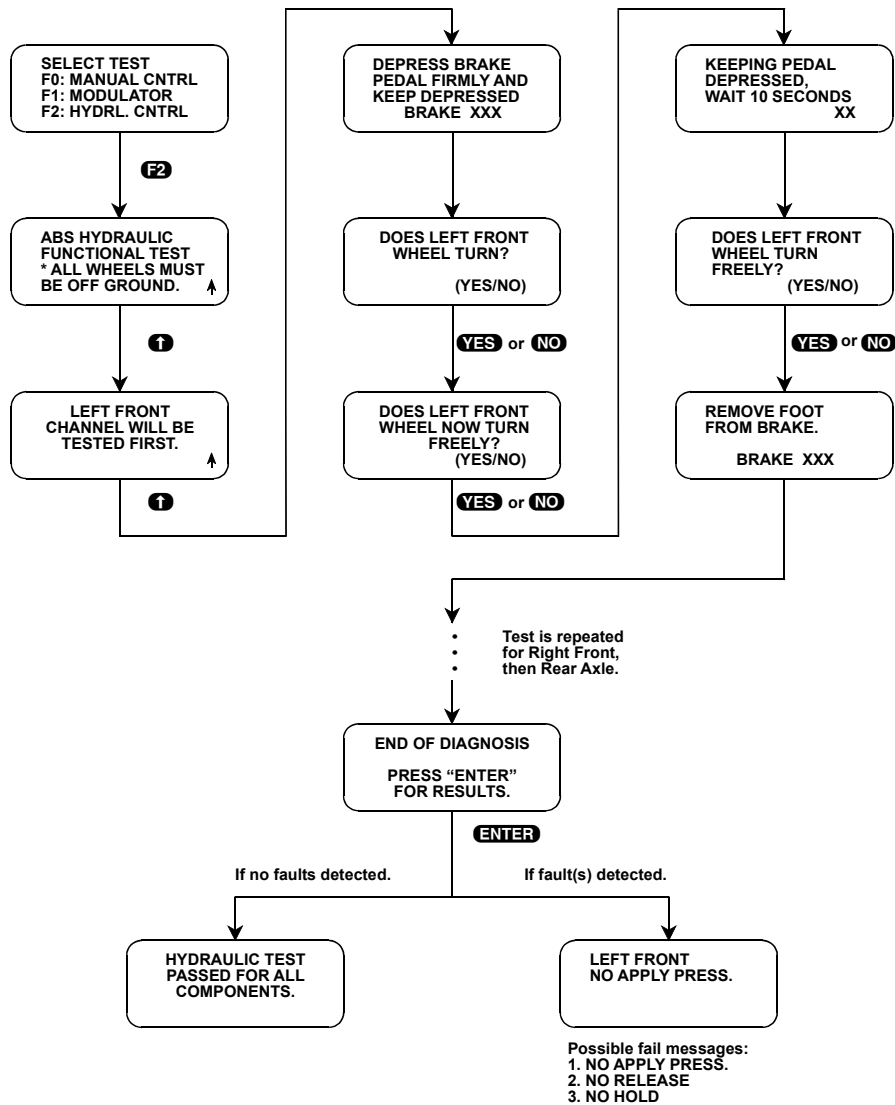 SELECT TEST
F0: MANUAL CNTRL
F1: MODULATOR
F2: HYDRL. CNTRL
F2
ABS HYDRAULIC
FUNCTIONAL TEST
* ALL WHEELS MUST
BE OFF GROUND.
LEFT FRONT
CHANNEL WILL BE
TESTED FIRST.
DEPRESS BRAKE
PEDAL FIRMLY AND
KEEP DEPRESSED
BRAKE XXX
DOES LEFT FRONT
WHEEL TURN?
(YES/NO)
YES or NO
DOES LEFT FRONT
WHEEL NOW TURN
FREELY?
(YES/NO)
YES or NO
KEEPING PEDAL
DEPRESSED,
WAIT 10 SECONDS
XX
DOES LEFT FRONT
WHEEL TURN
FREELY?
(YES/NO)
YES or NO
REMOVE FOOT
FROM BRAKE.
BRAKE XXX
Test is repeated
for Right Front,
then Rear Axle.
END OF DIAGNOSIS
PRESS “ENTER”
FOR RESULTS.
ENTER
If no faults detected.
If fault(s) detected.
HYDRAULIC TEST
PASSED FOR ALL
COMPONENTS.
LEFT FRONT
NO APPLY PRESS.
Possible fail messages:
1. NO APPLY PRESS.
2. NO RELEASE
3. NO HOLD